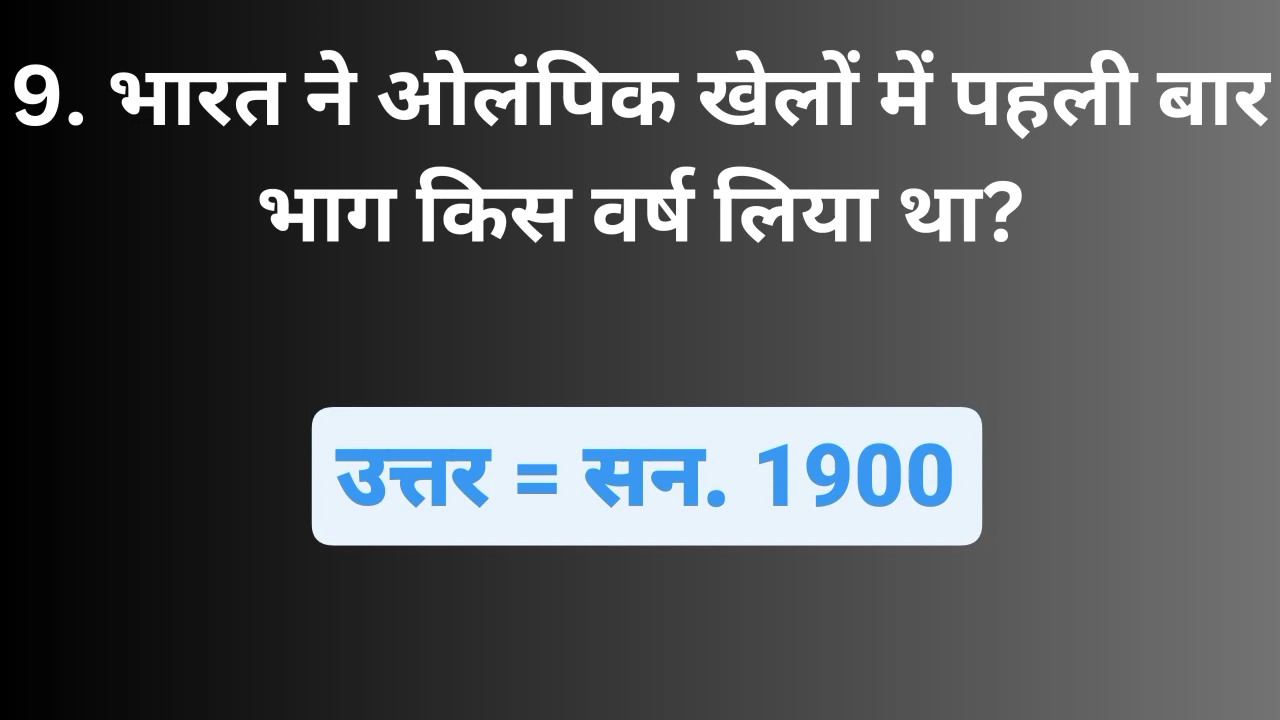 9. भारत ने ओलंपिक खेलों में पहली बार
भाग किस वर्ष लिया था?
उत्तर = सन. 1900